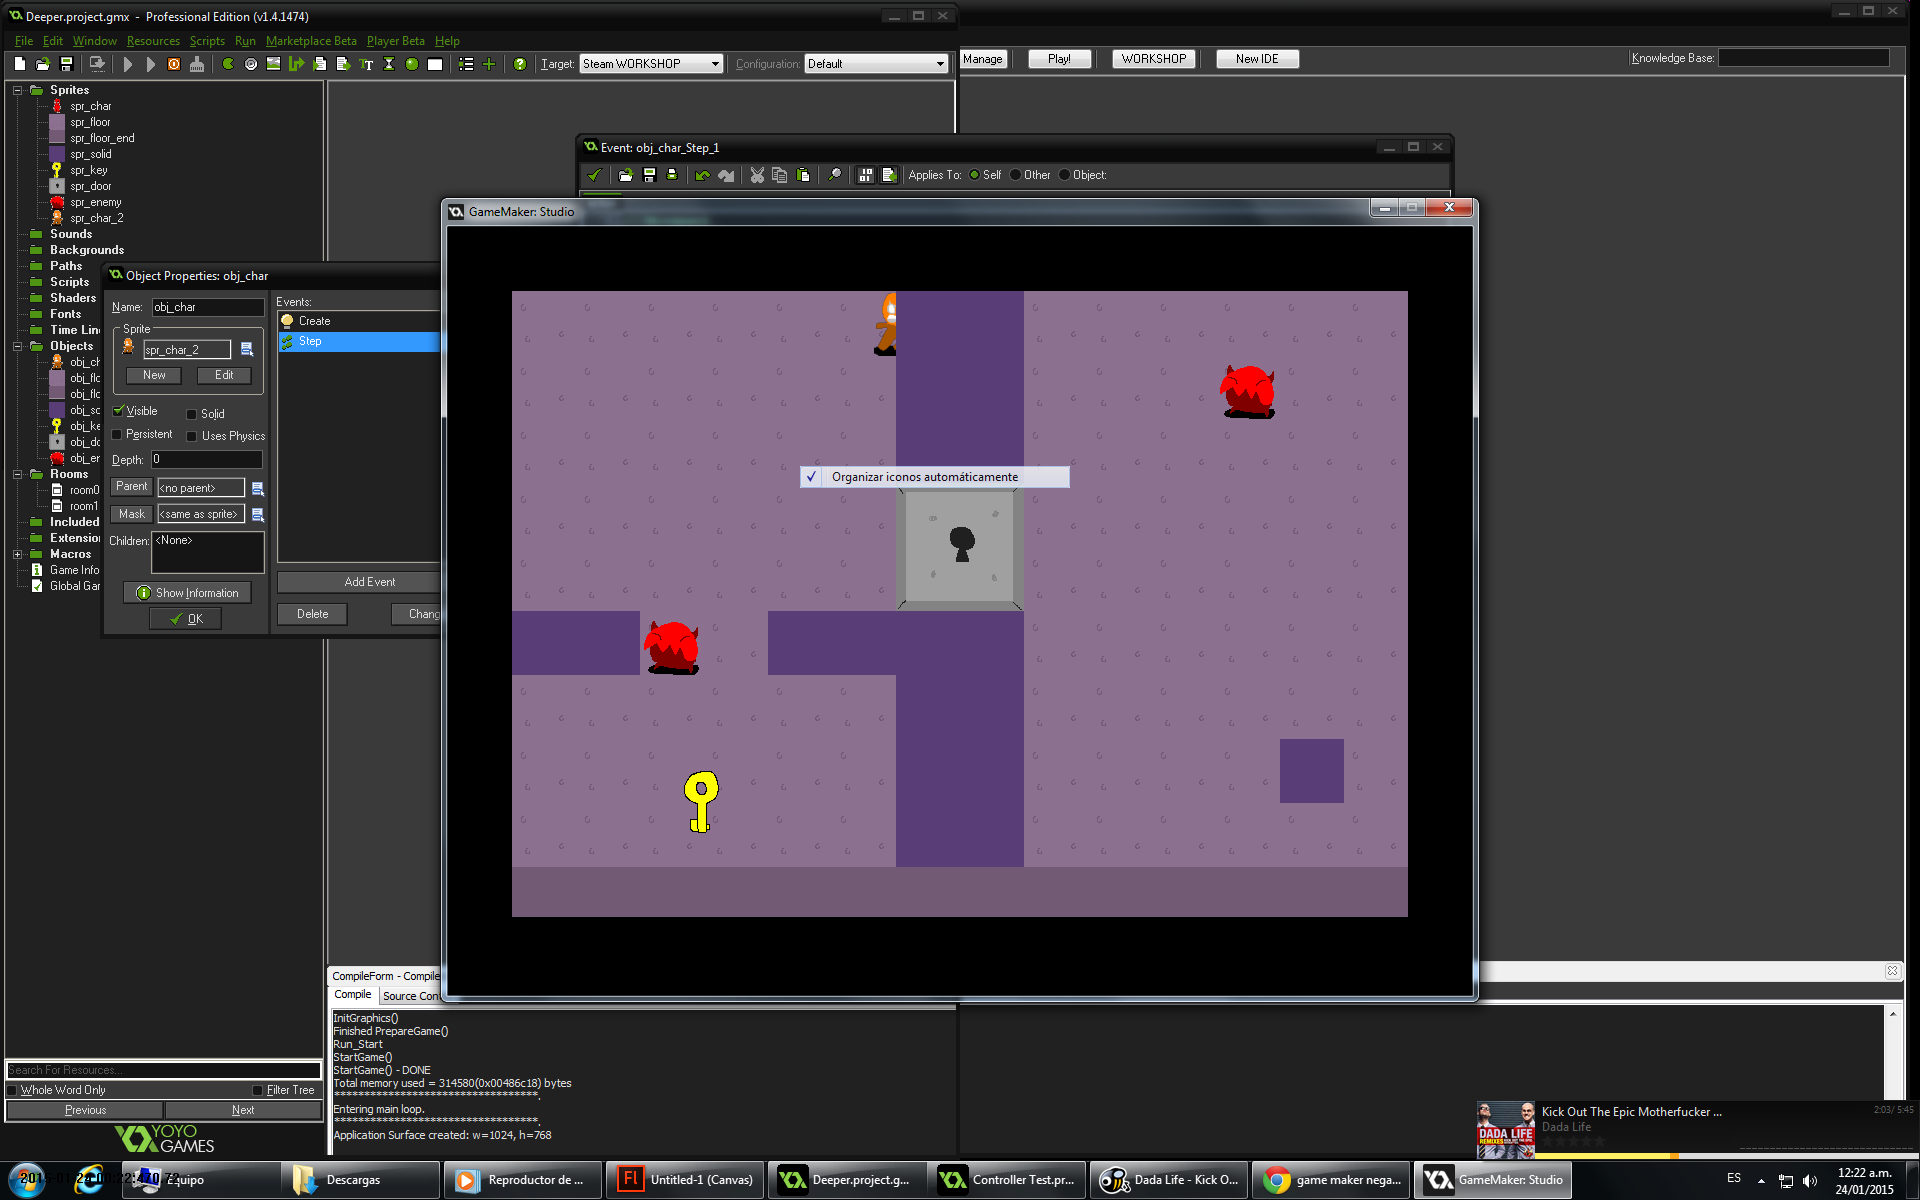 Deeper.project.gmx - Professional Edition (v1.4.1474)
File Edit Window Resources Scripts Run Marketplace Beta Player Beta Help
Target: Steam WORKSHOP Configuration: Default
Manage Play! WORKSHOP New IDE Knowledge Base:
Sprites
spr_char
spr_floor
spr_floor_end
spr_solid
spr_key
spr_door
spr_enemy
spr_char_2
Sounds
Backgrounds
Paths
Scripts
Shaders
Fonts
Time Lin
Objects
obj_ch
obj_flo
obj_flo
obj_so
obj_ke
obj_do
obj_er
Rooms
room0
room1
Included
Extension
Macros
Game Info
Global Gar
Object Properties: obj_char
Name: obj_char
Sprite
spr_char_2
New Edit
Visible Solid
Persistent Uses Physics
Depth: 0
Parent <no parent>
Mask <same as sprite>
Children: <None>
Show Information
OK
Events:
Create
Step
Add Event
Delete Chang
Event: obj_char_Step_1
Applies To: Self Other Object:
GameMaker: Studio
Organizar iconos automáticamente
CompileForm - Compile
Compile Source Con
InitGraphics()
Finished PrepareGame()
Run_Start
StartGame()
StartGame() - DONE
Total memory used = 314580(0x00486c18) bytes
Entering main loop.
Application Surface created: w=1024, h=768
Search For Resources...
Whole Word Only Filter Tree
Previous Next
YOYO
GAMES
DADA LIFE
Kick Out The Epic Motherfucker ...
Dada Life
2:03/ 5:45
Equipo
Descargas
Reproductor de ...
Fl Untitled-1 (Canvas)
Deeper.project.g...
Controller Test.pr...
Dada Life - Kick O...
game maker nega...
GameMaker: Studio
ES
12:22 a.m.
24/01/2015